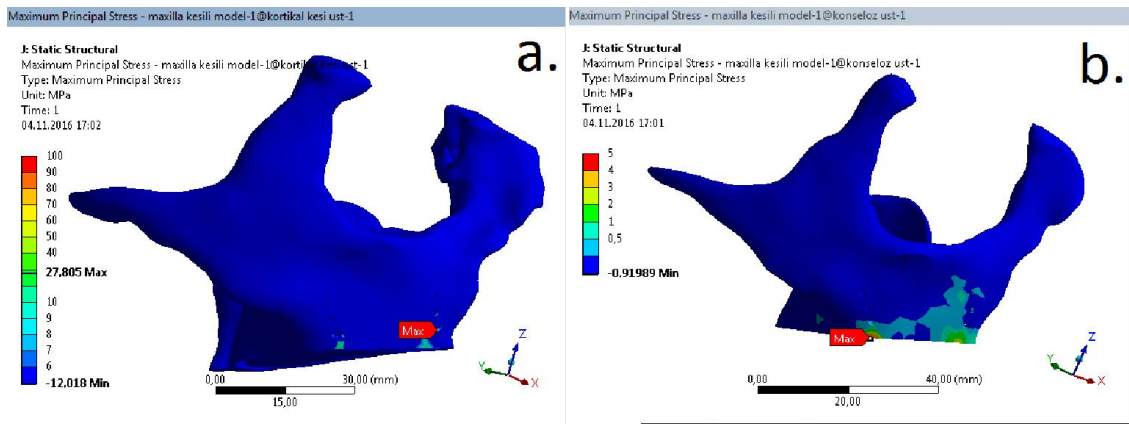 Maximum Principal Stress - maxilla kesili model-1@kortikal kesi ust-1
a.
J: Static Structural
Maximum Principal Stress - maxilla kesili model-1@kortikal kesi ust-1
Type: Maximum Principal Stress
Unit: MPa
Time: 1
04.11.2016 17:02
100
90
80
70
60
50
40
27,805 Max
10
9
8
7
6
-12,018 Min
Max
Z
Y
X
0,00
30,00 (mm)
15,00
Maximum Principal Stress - maxilla kesili model-1@konseloz ust-1
b.
J: Static Structural
Maximum Principal Stress - maxilla kesili model-1@konseloz ust-1
Type: Maximum Principal Stress
Unit: MPa
Time: 1
04.11.2016 17:01
5
4
3
2
1
0,5
-0,91989 Min
Max
Z
Y
X
0,00
40,00 (mm)
20,00